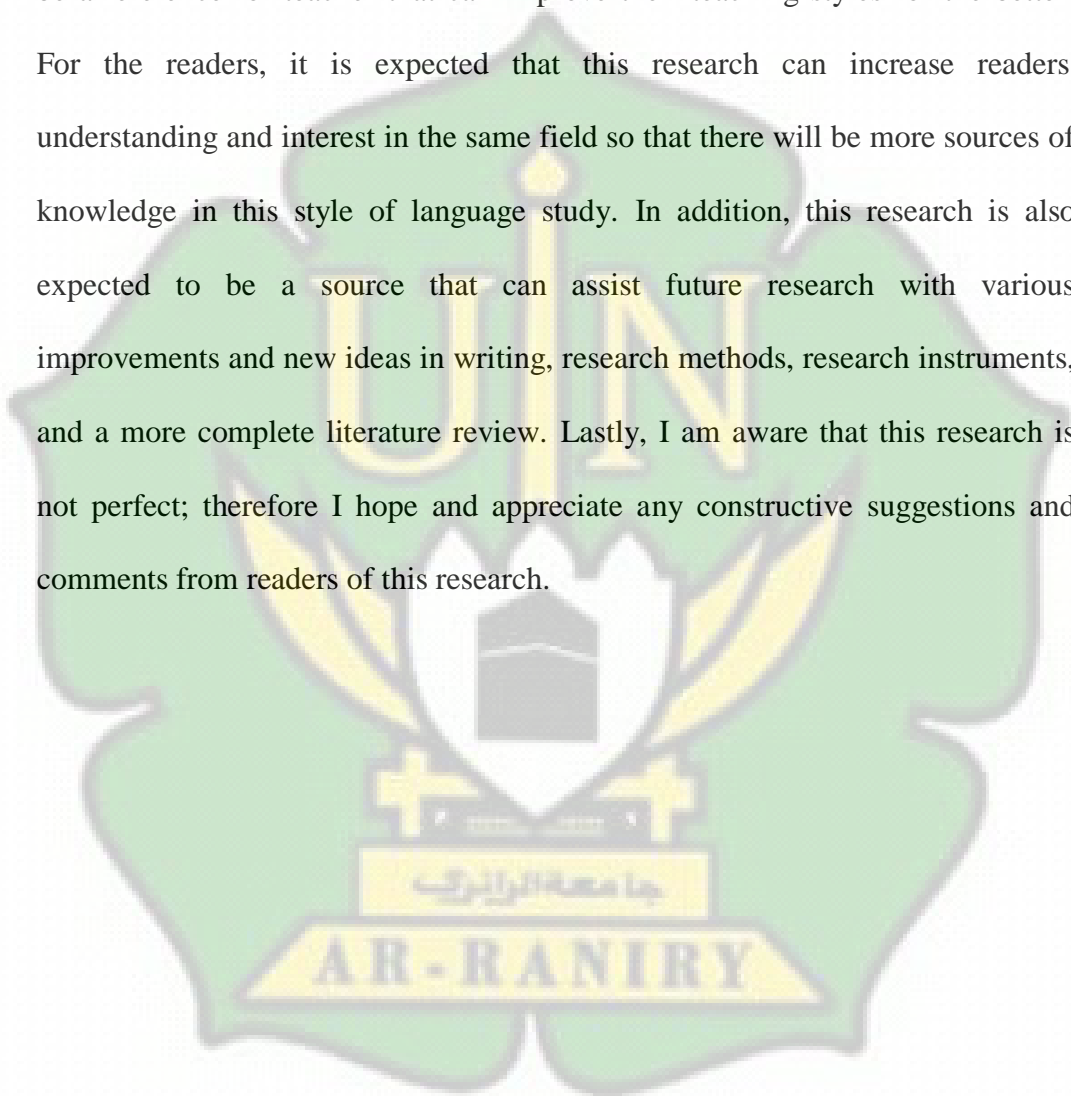 For the readers, it is expected that this research can increase readers
understanding and interest in the same field so that there will be more sources of
knowledge in this style of language study. In addition, this research is also
expected to be a source that can assist future research with various
improvements and new ideas in writing, research methods, research instruments,
and a more complete literature review. Lastly, I am aware that this research is
not perfect; therefore I hope and appreciate any constructive suggestions and
comments from readers of this research.
UIN
جامعة الرانري
AR-RANIRY